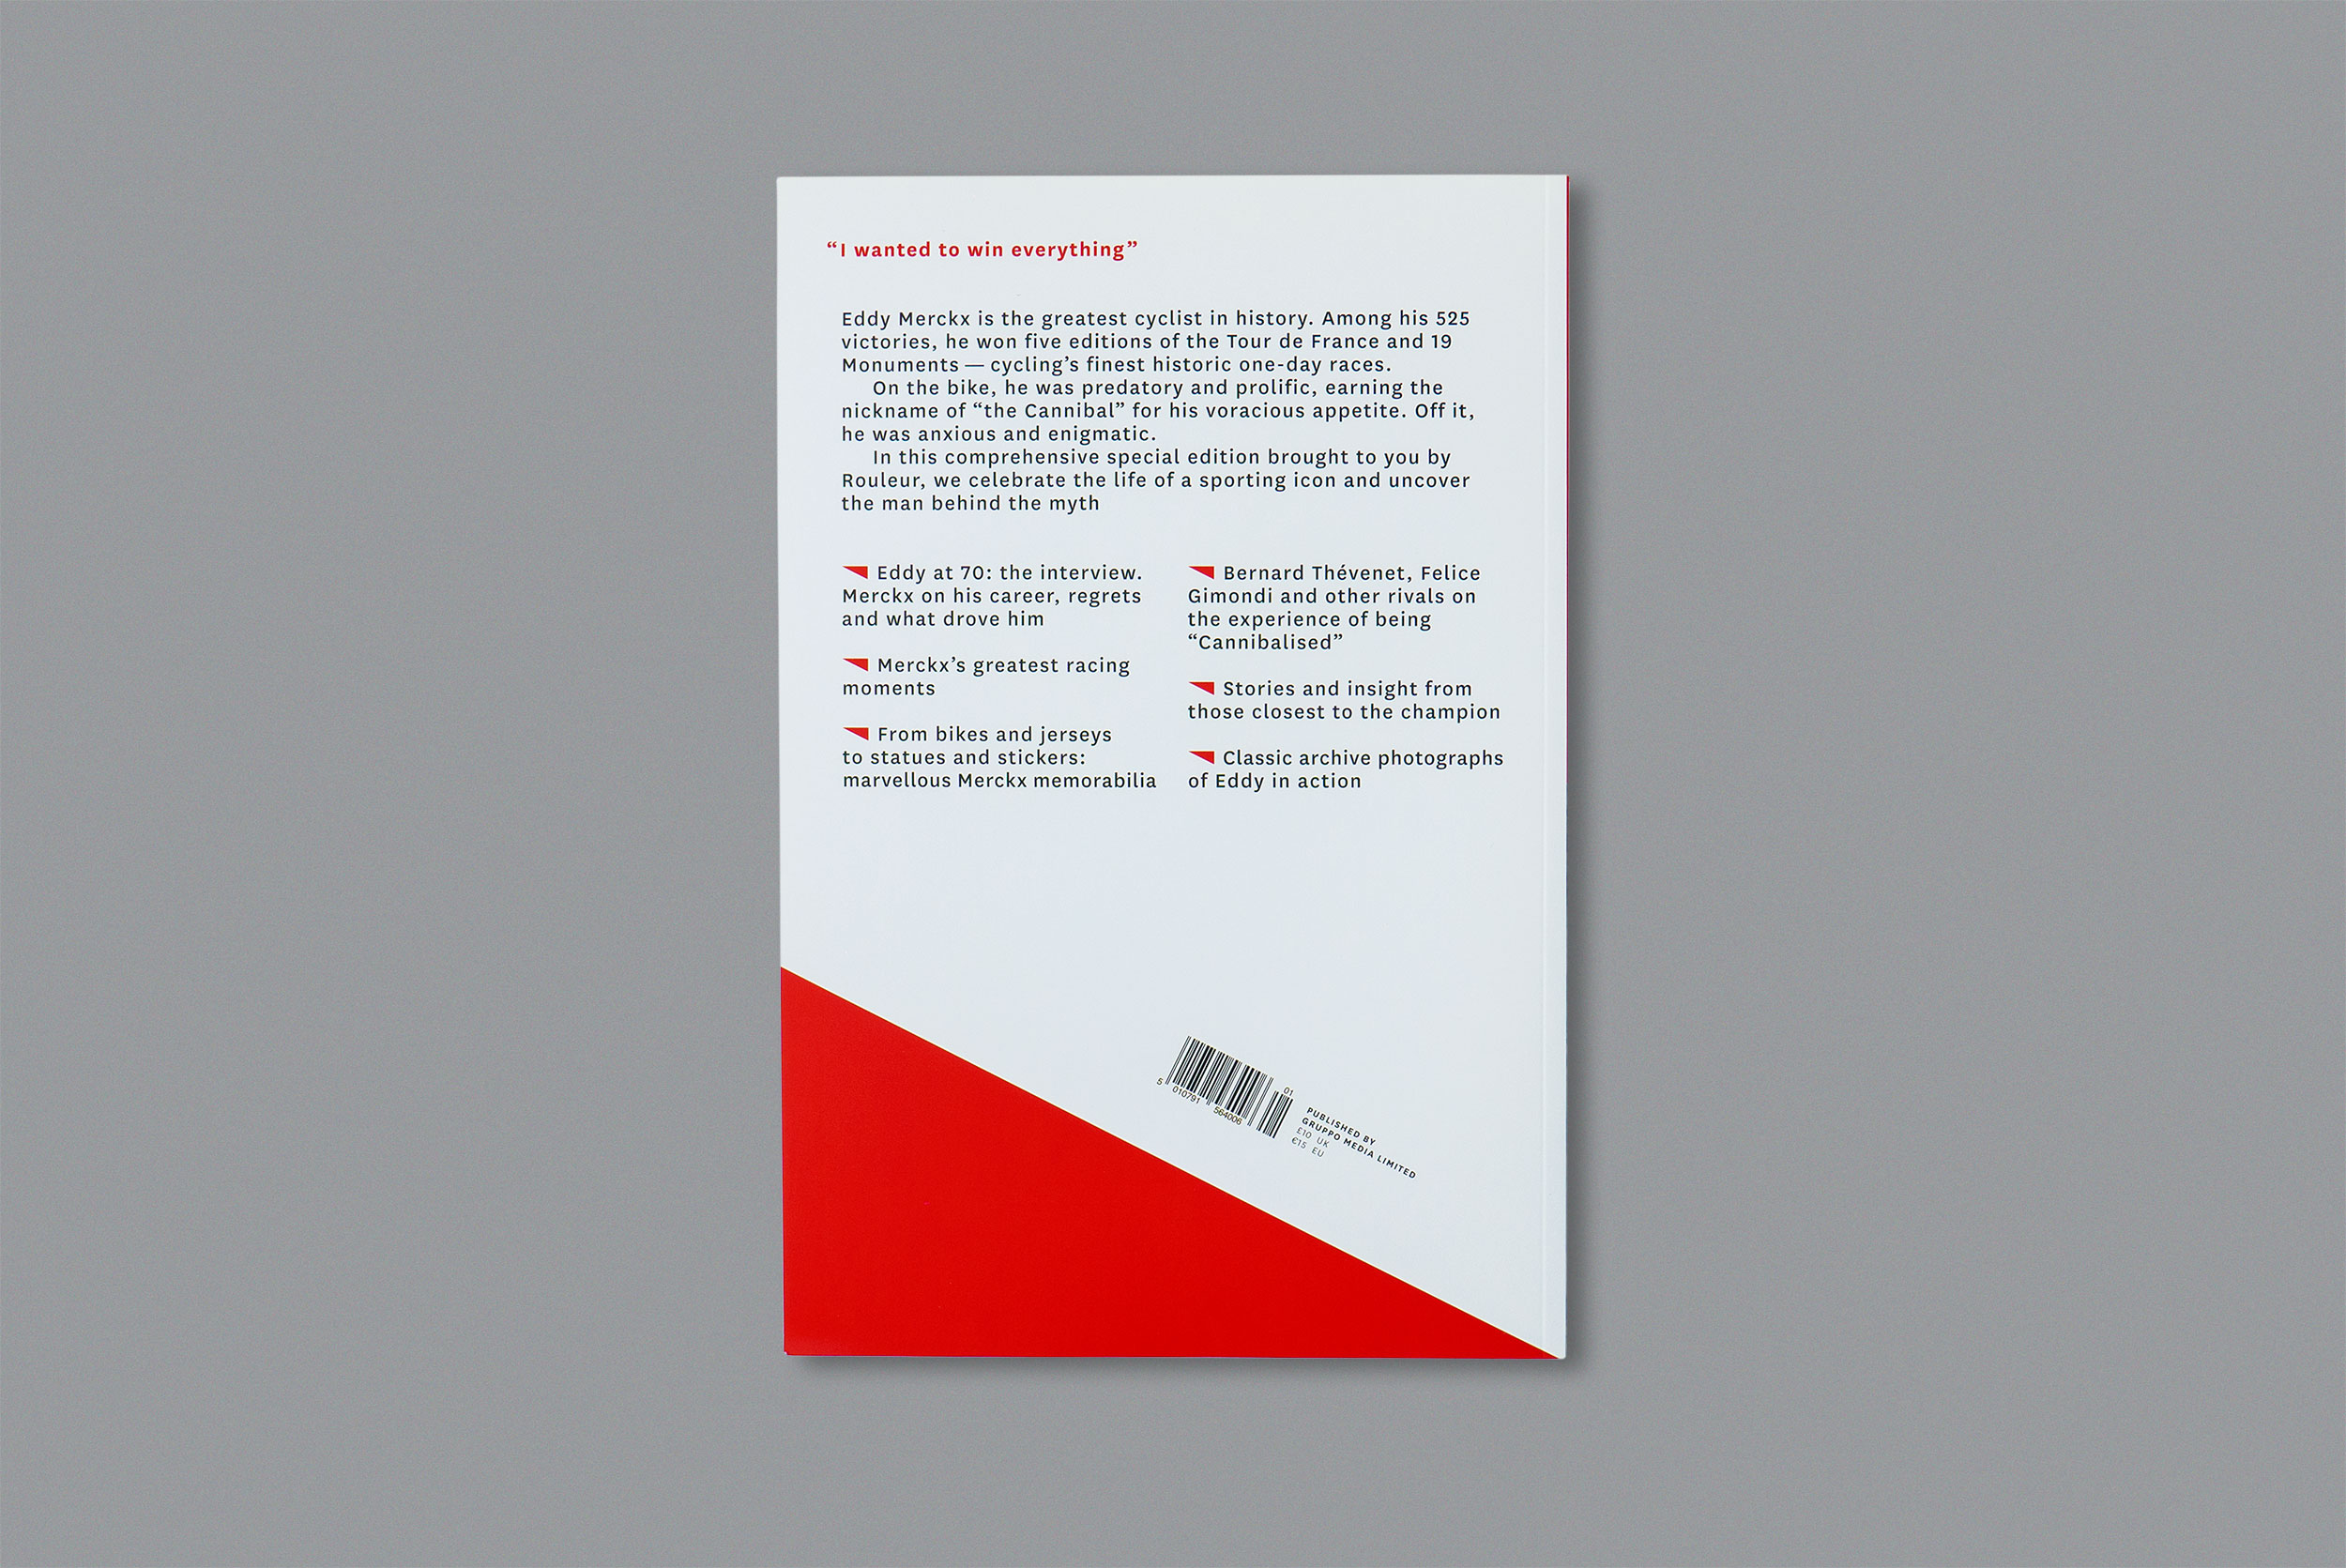 “I wanted to win everything”
Eddy Merckx is the greatest cyclist in history. Among his 525
victories, he won five editions of the Tour de France and 19
Monuments — cycling’s finest historic one-day races.
On the bike, he was predatory and prolific, earning the
nickname of “the Cannibal” for his voracious appetite. Off it,
he was anxious and enigmatic.
In this comprehensive special edition brought to you by
Rouleur, we celebrate the life of a sporting icon and uncover
the man behind the myth
Eddy at 70: the interview.
Merckx on his career, regrets
and what drove him
Merckx’s greatest racing
moments
From bikes and jerseys
to statues and stickers:
marvellous Merckx memorabilia
Bernard Thévenet, Felice
Gimondi and other rivals on
the experience of being
“Cannibalised”
Stories and insight from
those closest to the champion
Classic archive photographs
of Eddy in action
01
5 010791 564006
PUBLISHED BY
GRUPPO MEDIA LIMITED
£10 UK
€15 EU